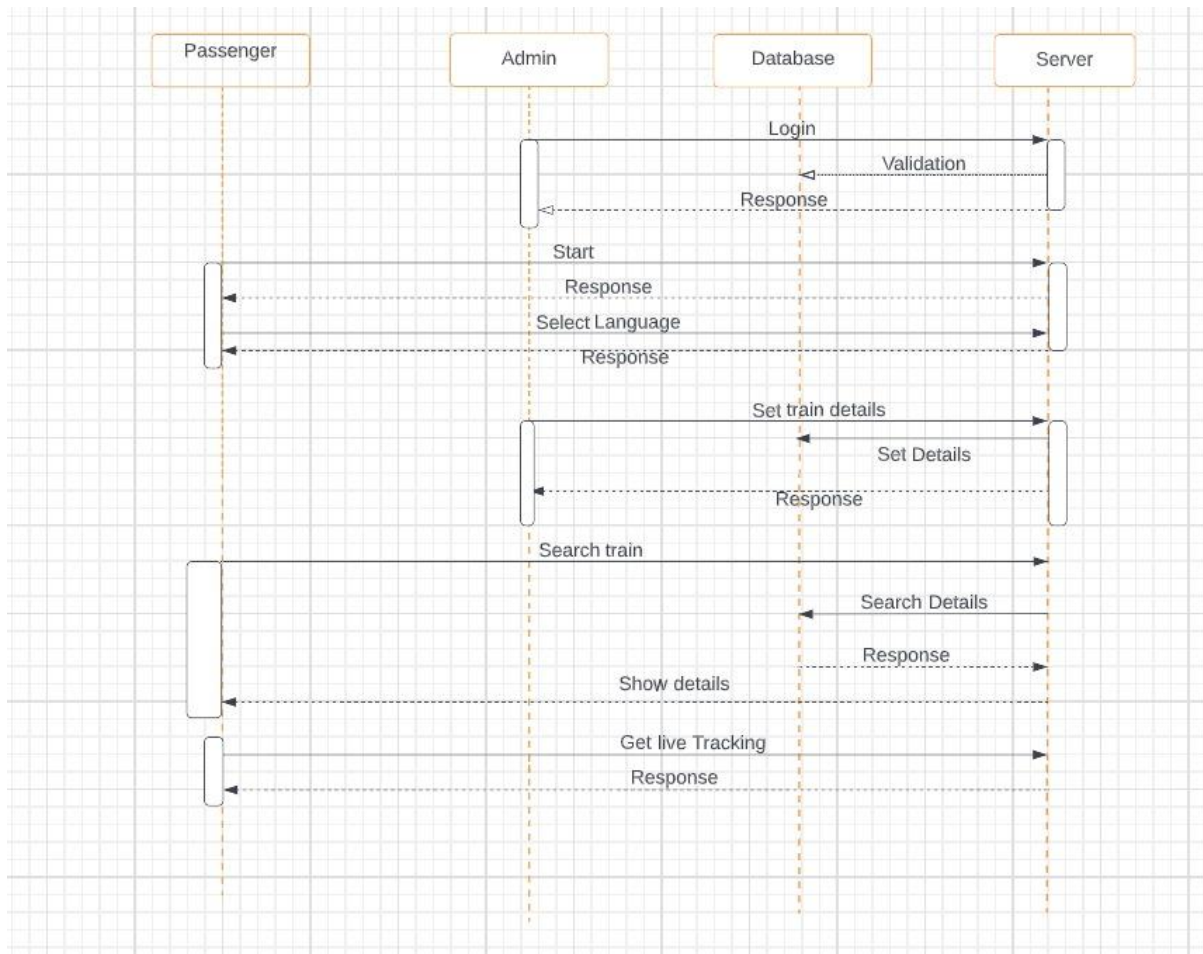 Passenger
Admin
Database
Server
Login
Validation
Response
Start
Response
Select Language
Response
Set train details
Set Details
Response
Search train
Search Details
Response
Show details
Get live Tracking
Response